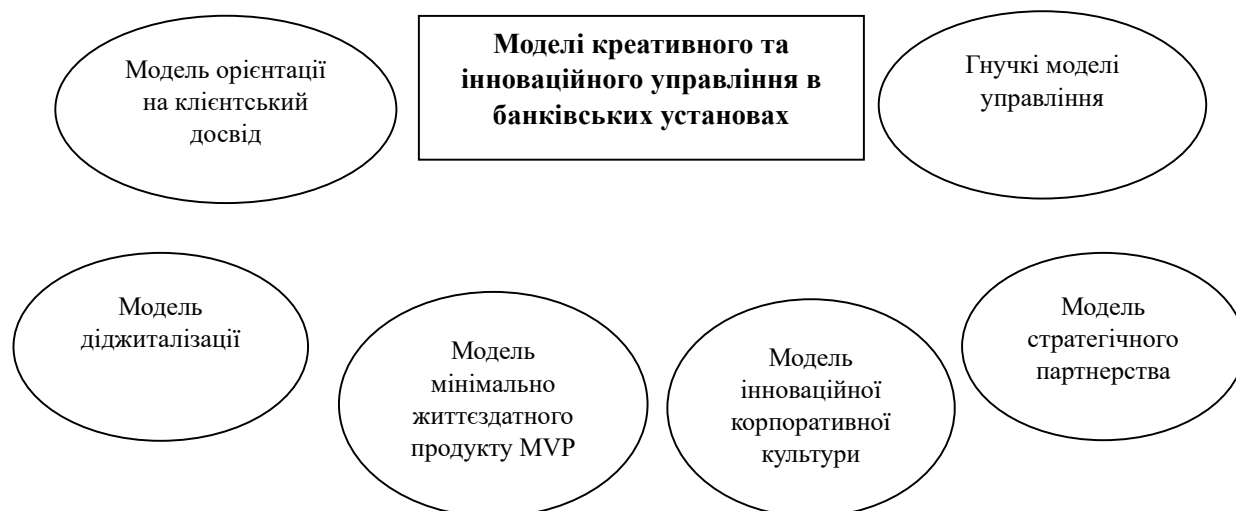 Модель орієнтації
на клієнтський
досвід
Моделі креативного та
інноваційного управління в
банківських установах
Гнучкі моделі
управління
Модель
діджиталізації
Модель
мінімально
життєздатного
продукту MVP
Модель
інноваційної
корпоративної
культури
Модель
стратегічного
партнерства